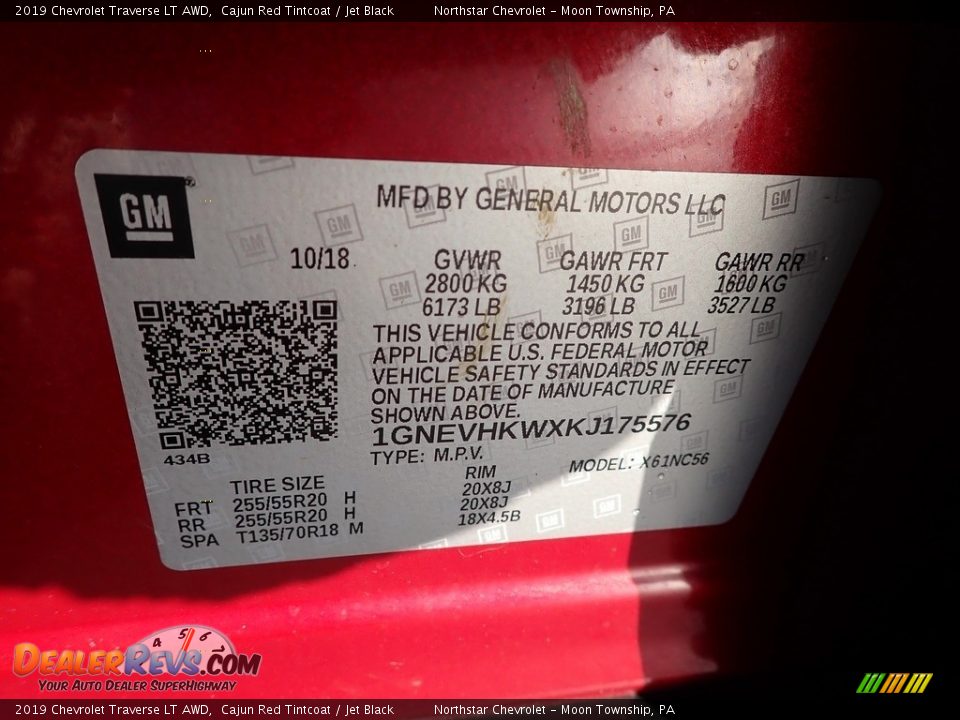 2019 Chevrolet Traverse LT AWD, Cajun Red Tintcoat / Jet Black Northstar Chevrolet - Moon Township, PA
GM
MFD BY GENERAL MOTORS LLC
10/18 GVWR GAWR FRT GAWR RR
2800 KG 1450 KG 1600 KG
6173 LB 3196 LB 3527 LB
THIS VEHICLE CONFORMS TO ALL
APPLICABLE U.S. FEDERAL MOTOR
VEHICLE SAFETY STANDARDS IN EFFECT
ON THE DATE OF MANUFACTURE
SHOWN ABOVE.
1GNEVHKWXKJ175576
434B
TYPE: M.P.V. MODEL: X61NC56
TIRE SIZE RIM
FRT 255/55R20 H 20X8J
RR 255/55R20 H 20X8J
SPA T135/70R18 M 18X4.5B
4 5 6
DEALERREVS.COM
YOUR AUTO DEALER SUPERHIGHWAY
2019 Chevrolet Traverse LT AWD, Cajun Red Tintcoat / Jet Black Northstar Chevrolet - Moon Township, PA